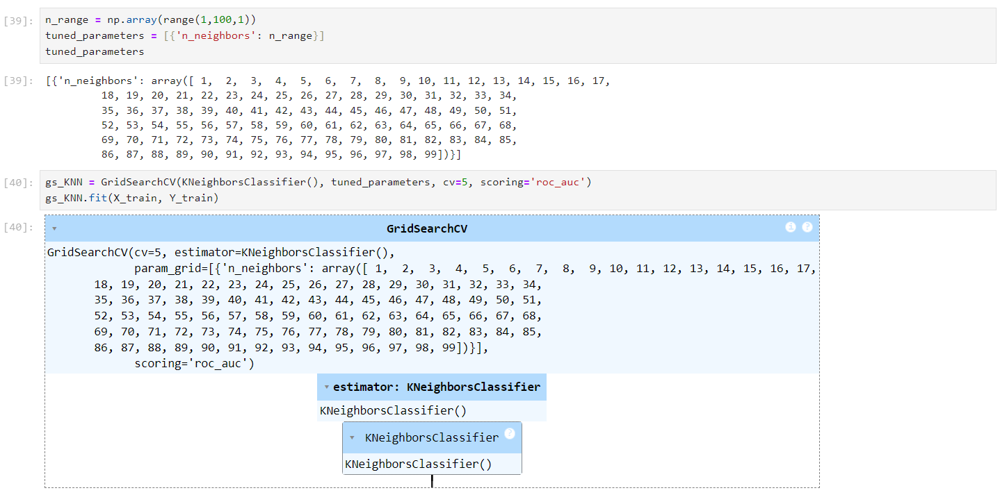 [39]: n_range = np.array(range(1,100,1))
tuned_parameters = [{'n_neighbors': n_range}]
tuned_parameters
[39]: [{'n_neighbors': array([ 1,  2,  3,  4,  5,  6,  7,  8,  9, 10, 11, 12, 13, 14, 15, 16, 17,
18, 19, 20, 21, 22, 23, 24, 25, 26, 27, 28, 29, 30, 31, 32, 33, 34,
35, 36, 37, 38, 39, 40, 41, 42, 43, 44, 45, 46, 47, 48, 49, 50, 51,
52, 53, 54, 55, 56, 57, 58, 59, 60, 61, 62, 63, 64, 65, 66, 67, 68,
69, 70, 71, 72, 73, 74, 75, 76, 77, 78, 79, 80, 81, 82, 83, 84, 85,
86, 87, 88, 89, 90, 91, 92, 93, 94, 95, 96, 97, 98, 99])}]
[40]: gs_KNN = GridSearchCV(KNeighborsClassifier(), tuned_parameters, cv=5, scoring='roc_auc')
gs_KNN.fit(X_train, Y_train)
[40]: GridSearchCV i ?
GridSearchCV(cv=5, estimator=KNeighborsClassifier(),
param_grid=[{'n_neighbors': array([ 1,  2,  3,  4,  5,  6,  7,  8,  9, 10, 11, 12, 13, 14, 15, 16, 17,
18, 19, 20, 21, 22, 23, 24, 25, 26, 27, 28, 29, 30, 31, 32, 33, 34,
35, 36, 37, 38, 39, 40, 41, 42, 43, 44, 45, 46, 47, 48, 49, 50, 51,
52, 53, 54, 55, 56, 57, 58, 59, 60, 61, 62, 63, 64, 65, 66, 67, 68,
69, 70, 71, 72, 73, 74, 75, 76, 77, 78, 79, 80, 81, 82, 83, 84, 85,
86, 87, 88, 89, 90, 91, 92, 93, 94, 95, 96, 97, 98, 99])}],
scoring='roc_auc')
estimator: KNeighborsClassifier
KNeighborsClassifier()
KNeighborsClassifier ?
KNeighborsClassifier()